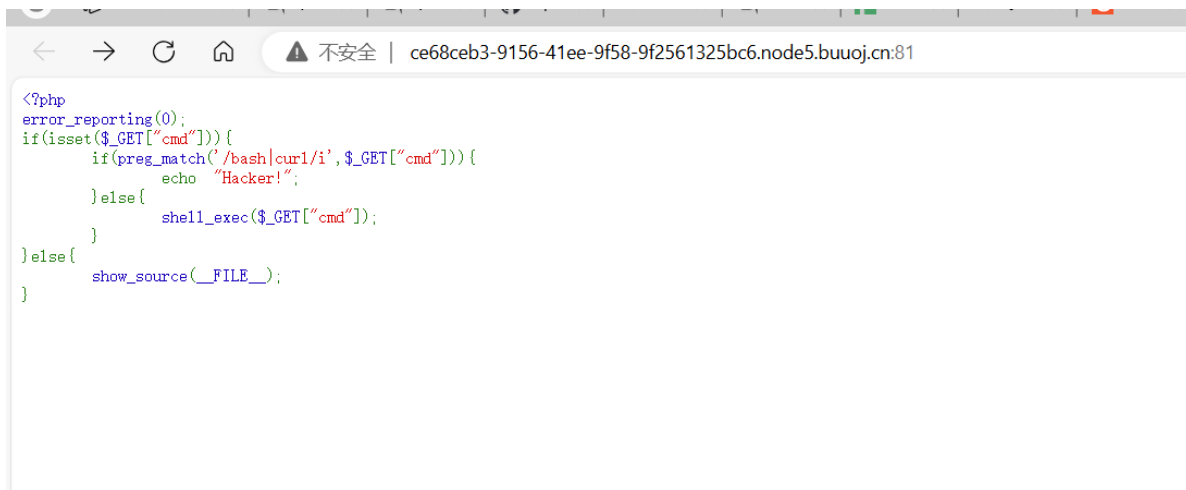 不安全 | ce68ceb3-9156-41ee-9f58-9f2561325bc6.node5.buuoj.cn:81
<?php
error_reporting(0);
if(isset($_GET["cmd"])){
        if(preg_match('/bash|curl/i',$_GET["cmd"])){
                echo  "Hacker!";
        }else{
                shell_exec($_GET["cmd"]);
        }
}else{
        show_source(__FILE__);
}